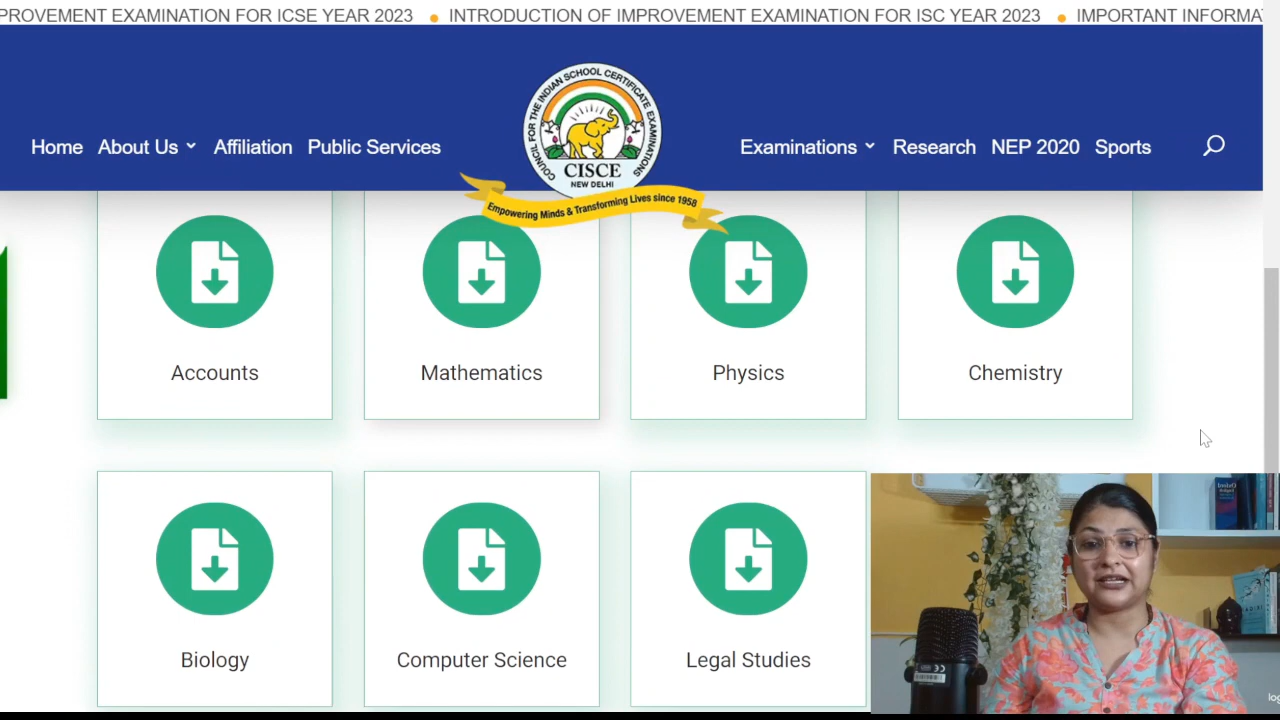 PROVEMENT EXAMINATION FOR ICSE YEAR 2023 ● INTRODUCTION OF IMPROVEMENT EXAMINATION FOR ISC YEAR 2023 ● IMPORTANT INFORMA
Home About Us Affiliation Public Services
COUNCIL FOR THE INDIAN SCHOOL CERTIFICATE EXAMINATIONS
CISCE
NEW DELHI
Empowering Minds & Transforming Lives since 1958
Examinations Research NEP 2020 Sports
Accounts Mathematics Physics Chemistry
Biology Computer Science Legal Studies